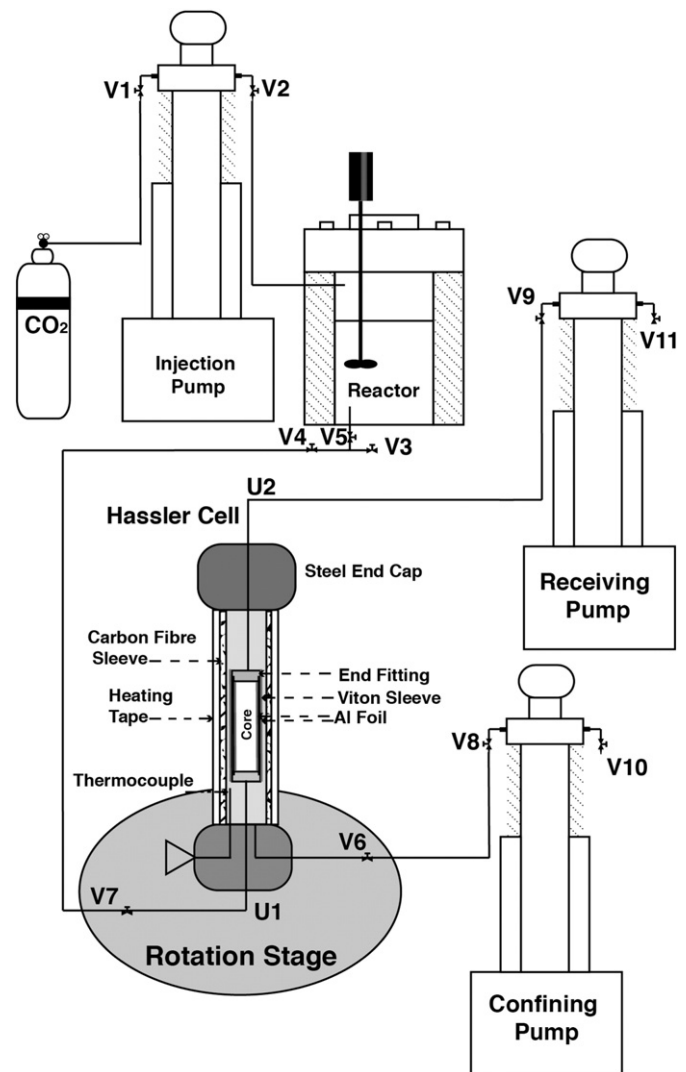 V1
V2
CO₂
Injection
Pump
Reactor
V9
V11
V4
V5
V3
U2
Hassler Cell
Steel End Cap
Receiving
Pump
Carbon Fibre
Sleeve
End Fitting
Heating
Tape
Viton Sleeve
Al Foil
Core
V8
V10
Thermocouple
V6
V7
U1
Rotation Stage
Confining
Pump